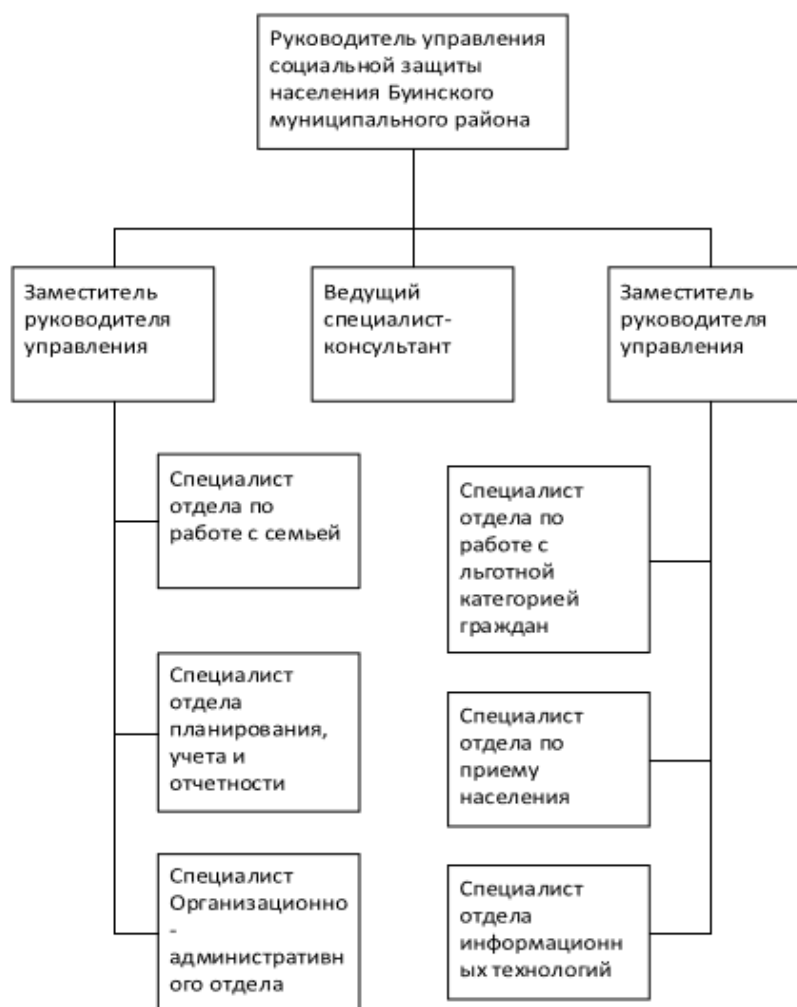 Руководитель управления
социальной защиты
населения Буинского
муниципального района
Заместитель
руководителя
управления
Ведущий
специалист-
консультант
Заместитель
руководителя
управления
Специалист
отдела по
работе с семьей
Специалист
отдела
планирования,
учета и
отчетности
Специалист
Организационно
-
административн
ого отдела
Специалист
отдела по
работе с
льготной
категорией
граждан
Специалист
отдела по
приему
населения
Специалист
отдела
информационн
ых технологий